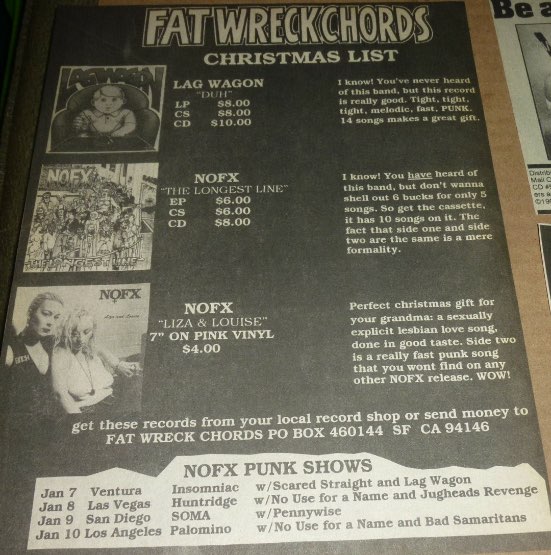 FAT WRECK CHORDS
CHRISTMAS LIST
LAGWAGON
LAG WAGON
"DUH"
LP $8.00
CS $8.00
CD $10.00
I know! You've never heard
of this band, but this record
is really good. Tight, tight,
tight, melodic, fast, PUNK.
14 songs makes a great gift.
NOFX
NOFX
"THE LONGEST LINE"
EP $6.00
CS $6.00
CD $8.00
THE LONGEST LINE
I know! You have heard of
this band, but don't wanna
shell out 6 bucks for only 5
songs. So get the cassette,
it has 10 songs on it. The
fact that side one and side
two are the same is a mere
formality.
NOFX
NOFX
"LIZA & LOUISE"
7" ON PINK VINYL
$4.00
Perfect christmas gift for
your grandma: a sexually
explicit lesbian love song,
done in good taste. Side two
is a really fast punk song
that you wont find on any
other NOFX release. WOW!
get these records from your local record shop or send money to
FAT WRECK CHORDS PO BOX 460144 SF CA 94146
NOFX PUNK SHOWS
Jan 7 Ventura Insomniac w/Scared Straight and Lag Wagon
Jan 8 Las Vegas Huntridge w/No Use for a Name and Jugheads Revenge
Jan 9 San Diego SOMA w/Pennywise
Jan 10 Los Angeles Palomino w/No Use for a Name and Bad Samaritans
Be a
Distrib
Mail C
CD #
ers a